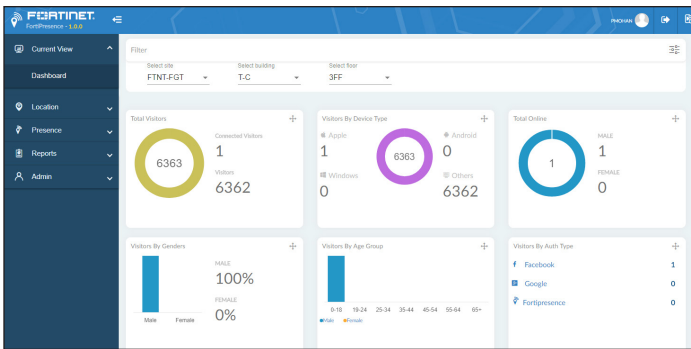 FORTINET
FortiPresence - 1.0.0
PMOHAN
Current View
Dashboard
Location
Presence
Reports
Admin
Filter
Select site
Select building
Select floor
FTNT-FGT
T-C
3FF
Total Visitors
6363
Connected Visitors
1
Visitors
6362
Visitors By Device Type
Apple
1
Windows
0
6363
Android
0
Others
6362
Total Online
1
MALE
1
FEMALE
0
Visitors By Genders
Male
Female
MALE
100%
FEMALE
0%
Visitors By Age Group
0-18 19-24 25-34 35-44 45-54 55-64 65+
Male Female
Visitors By Auth Type
Facebook 1
Google 0
Fortipresence 0